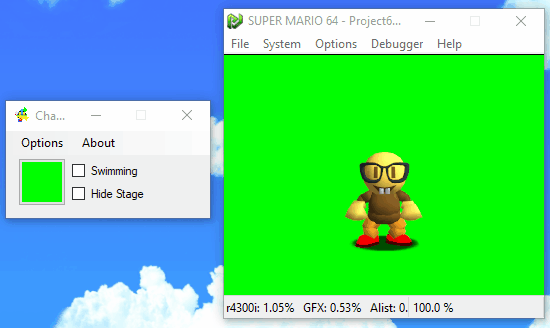 SUPER MARIO 64 - Project6...
File System Options Debugger Help
Cha...
Options About
Swimming
Hide Stage
r4300i: 1.05% GFX: 0.53% Alist: 0. 100.0 %